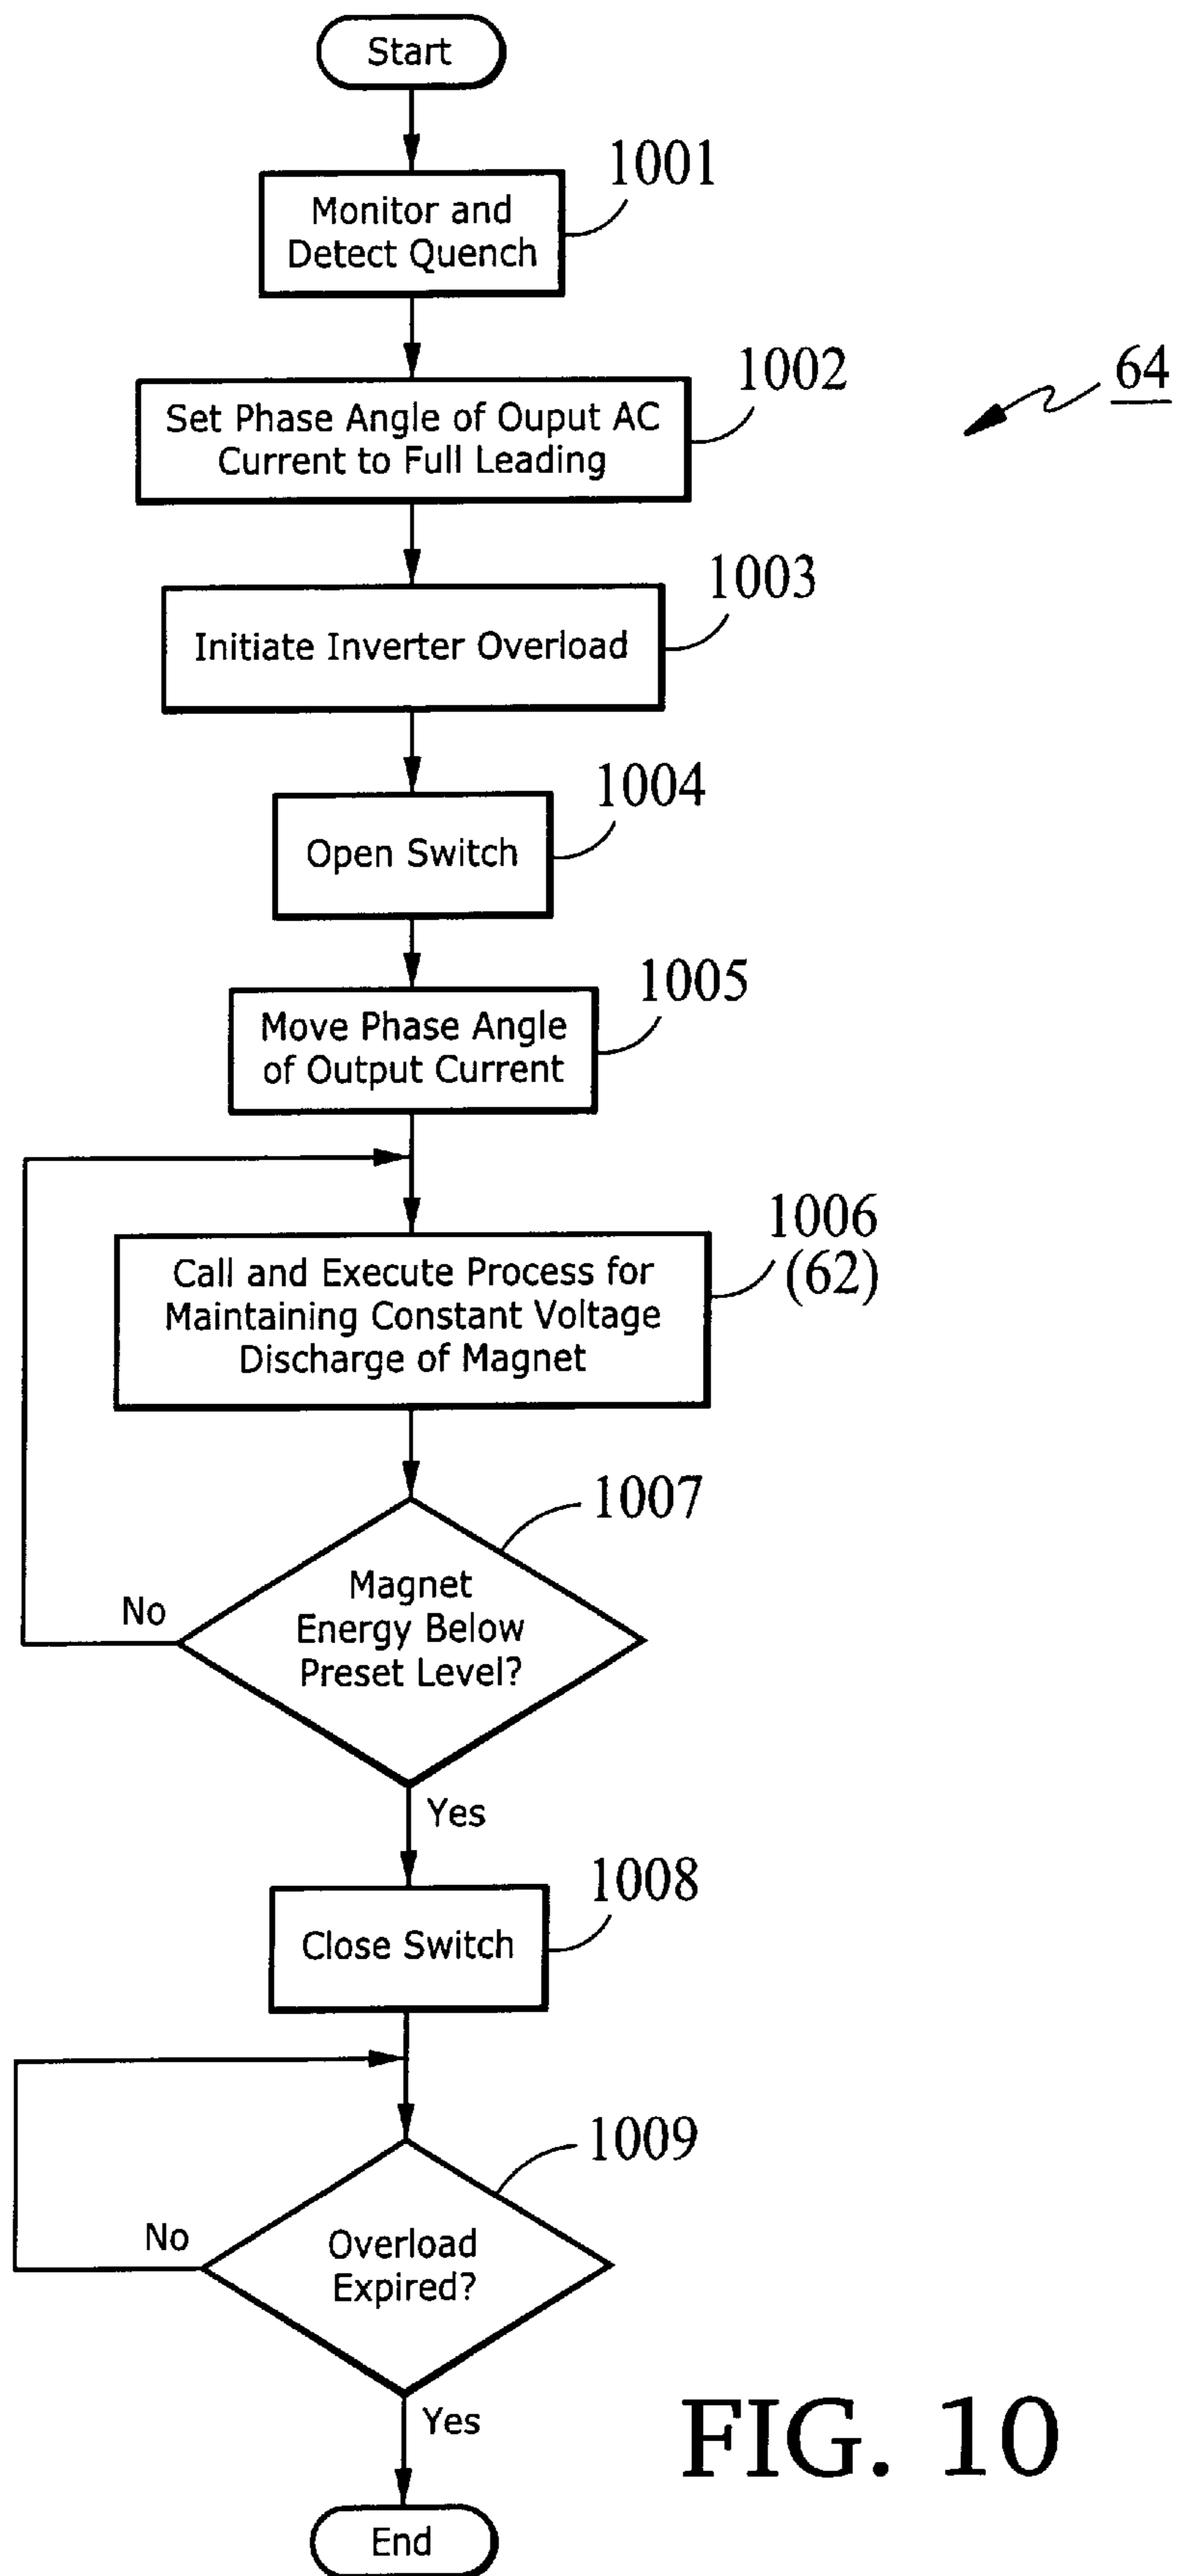 Start
1001
Monitor and
Detect Quench
1002
64
Set Phase Angle of Ouput AC
Current to Full Leading
1003
Initiate Inverter Overload
1004
Open Switch
1005
Move Phase Angle
of Output Current
1006
(62)
Call and Execute Process for
Maintaining Constant Voltage
Discharge of Magnet
1007
Magnet
Energy Below
Preset Level?
No
Yes
1008
Close Switch
1009
Overload
Expired?
No
Yes
End
FIG. 10